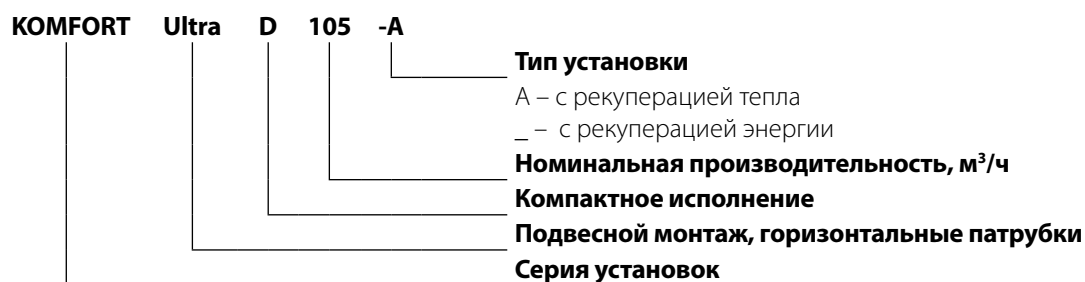 KOMFORT Ultra D 105 -A
Тип установки
А – с рекуперацией тепла
_ – с рекуперацией энергии
Номинальная производительность, м³/ч
Компактное исполнение
Подвесной монтаж, горизонтальные патрубки
Серия установок